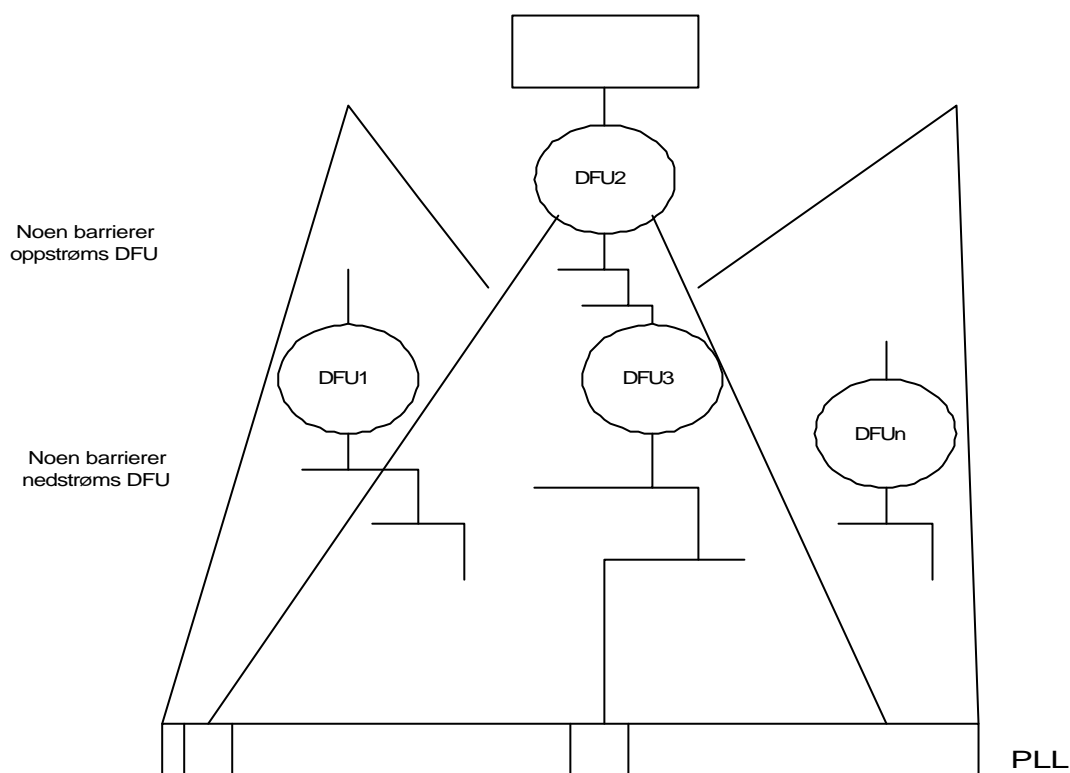 DFU2
Noen barrierer
oppstrøms DFU
DFU1
DFU3
DFUn
Noen barrierer
nedstrøms DFU
PLL